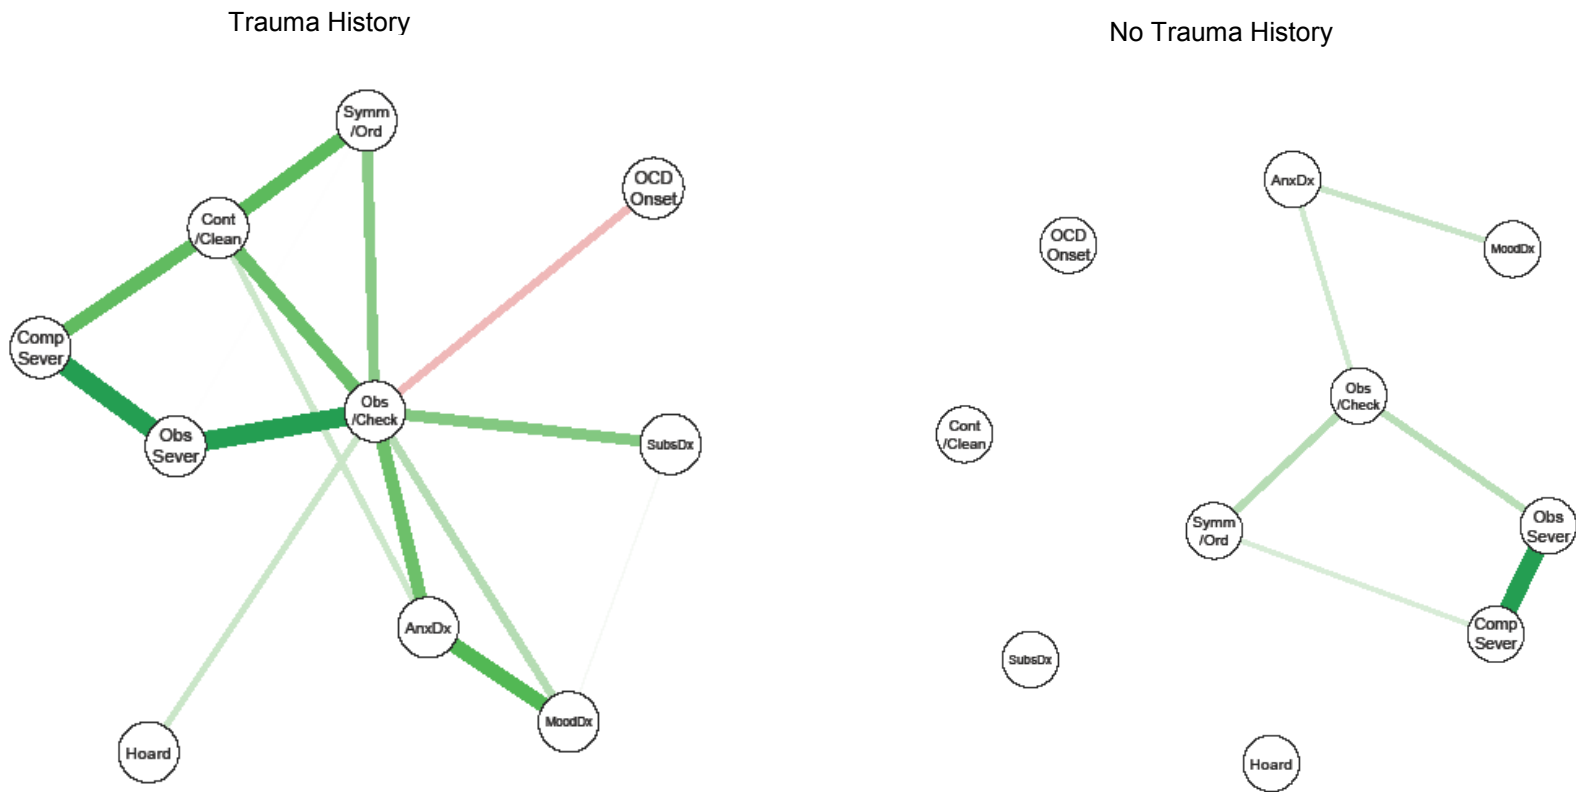 Trauma History
Symm
/Ord
OCD
Onset
Cont
/Clean
Comp
Sever
Obs
Sever
Obs
/Check
SubsDx
AnxDx
MoodDx
Hoard
No Trauma History
AnxDx
OCD
Onset
MoodDx
Obs
/Check
Cont
/Clean
Symm
/Ord
Obs
Sever
Comp
Sever
SubsDx
Hoard